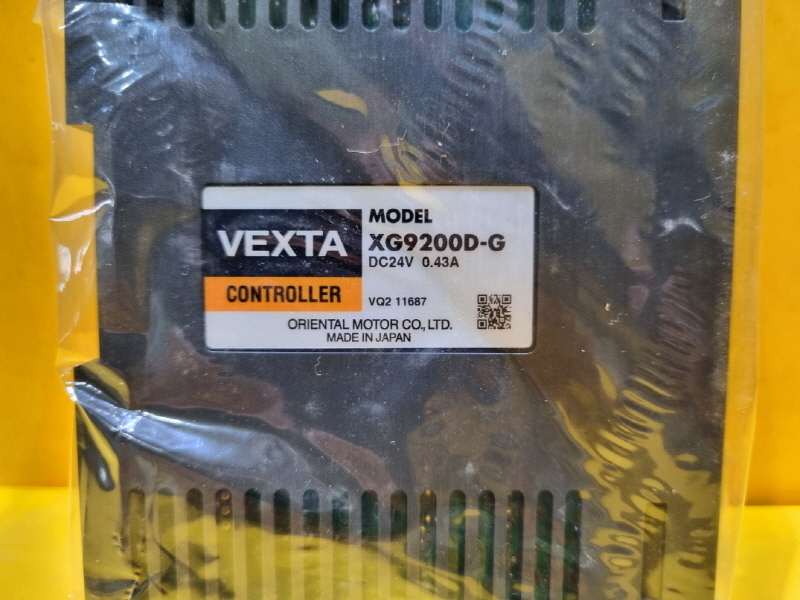 MODEL
VEXTA
XG9200D-G
DC24V 0.43A
CONTROLLER
VQ2 11687
ORIENTAL MOTOR CO., LTD.
MADE IN JAPAN